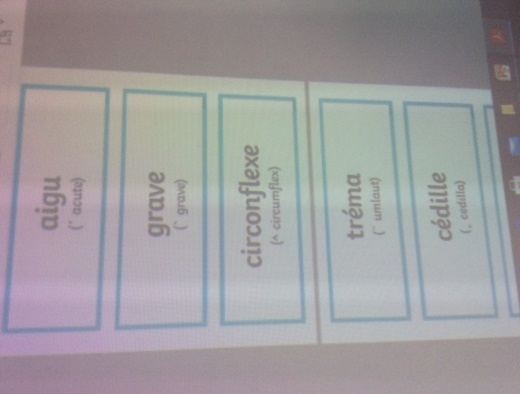 aigu
(´ acute)
grave
(` grave)
circonflexe
(^ circumflex)
tréma
(¨ umlaut)
cédille
(¸ cedilla)